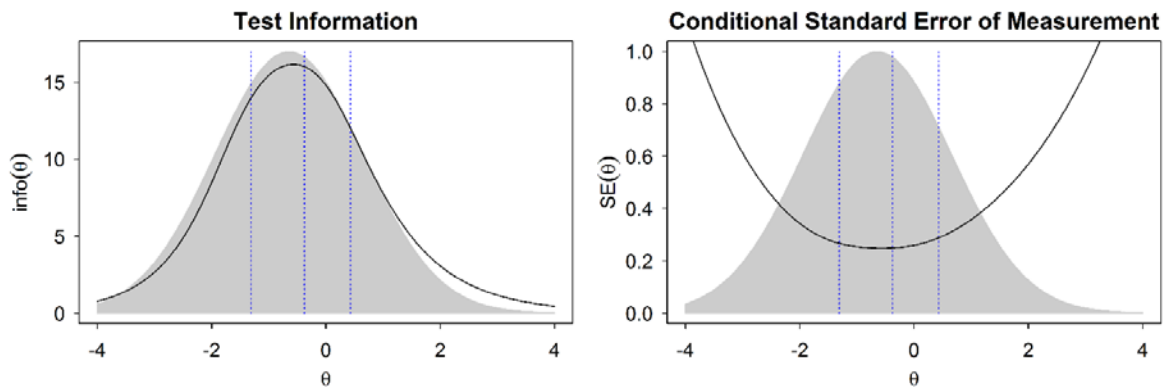 Test Information
info(θ)
15
10
5
0
-4 -2 0 2 4
θ
Conditional Standard Error of Measurement
SE(θ)
1.0
0.8
0.6
0.4
0.2
0.0
-4 -2 0 2 4
θ